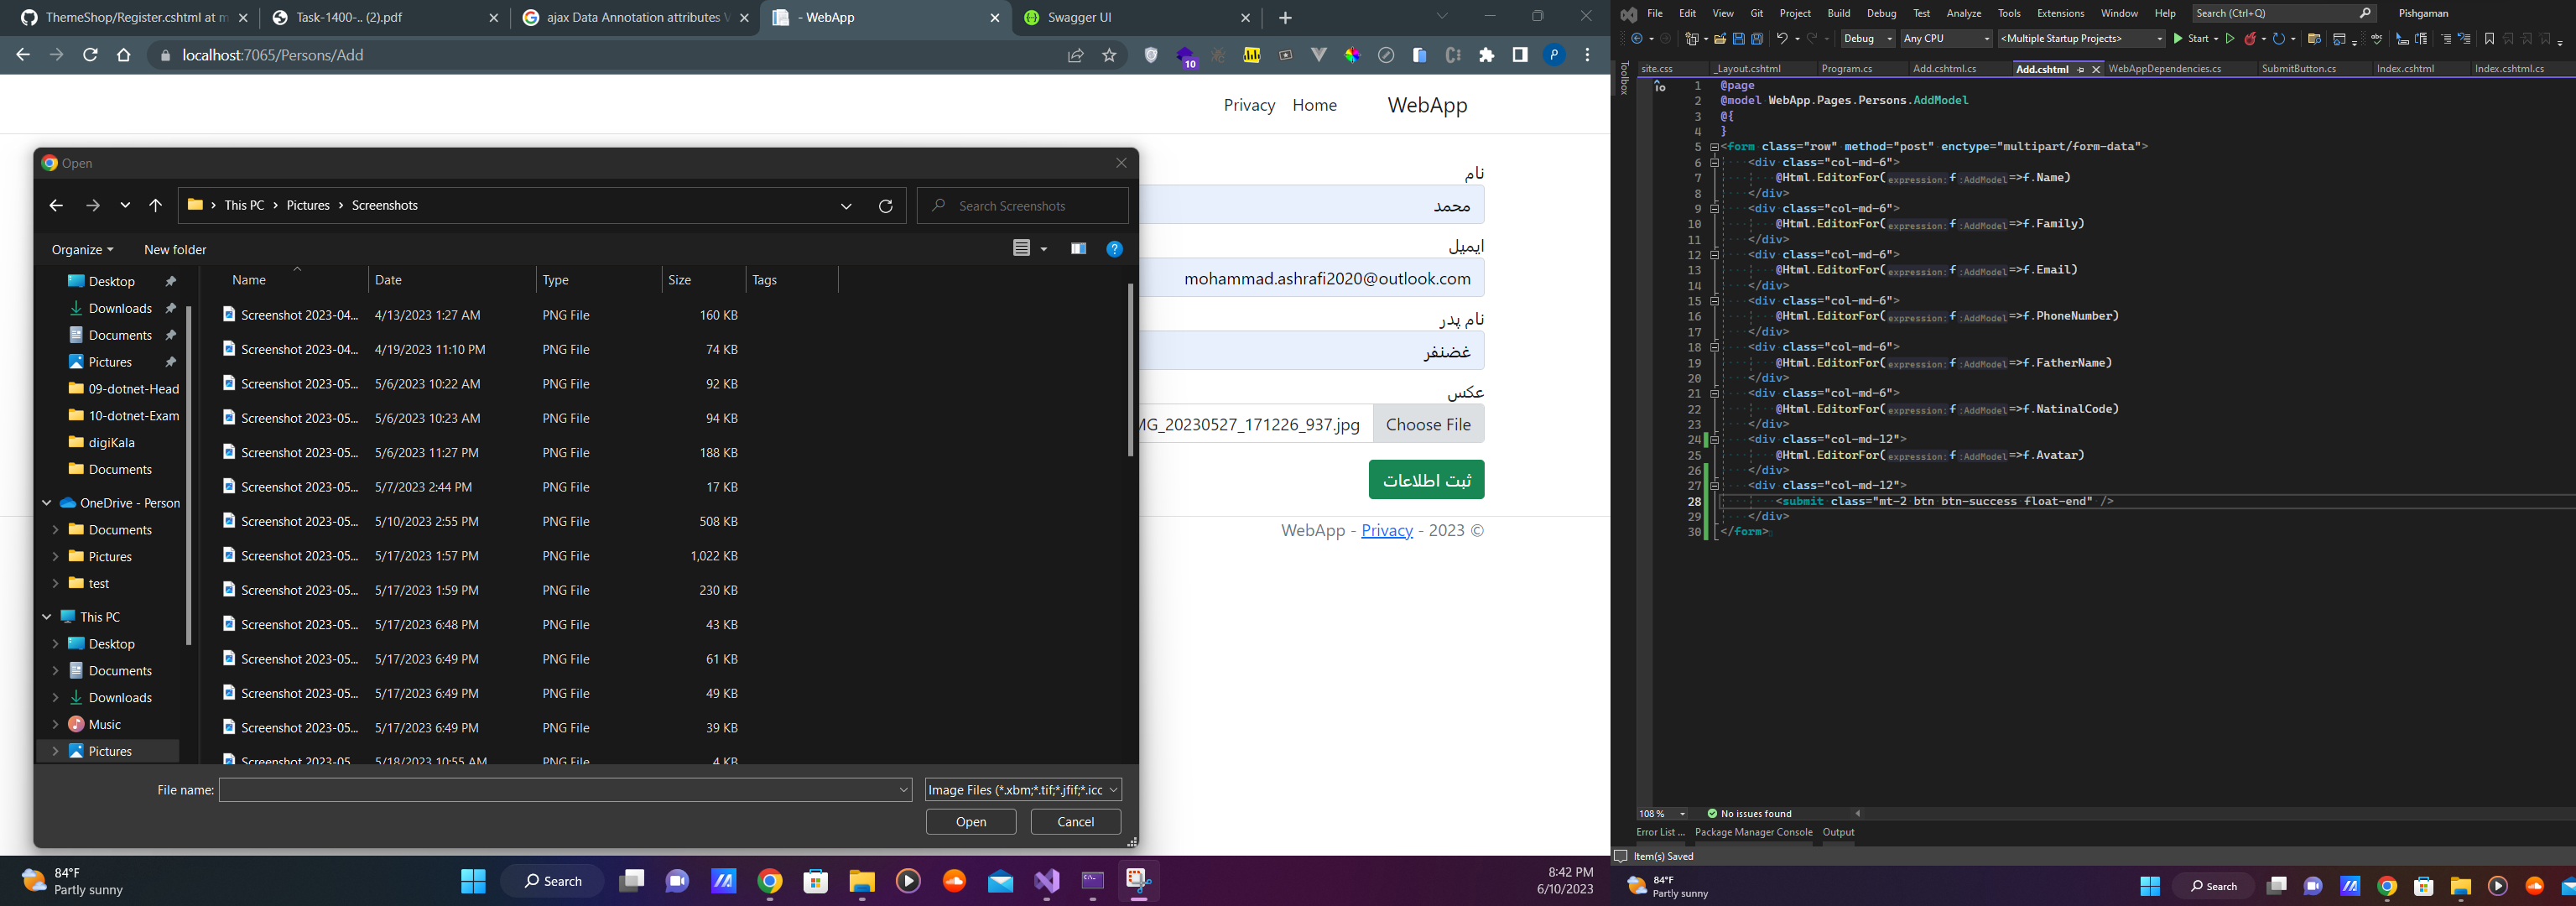 ThemeShop/Register.cshtml at m
Task-1400-.. (2).pdf
ajax Data Annotation attributes V
- WebApp
Swagger UI
localhost:7065/Persons/Add
10
Privacy
Home
WebApp
Open
This PC > Pictures > Screenshots
Search Screenshots
Organize
New folder
Desktop
Downloads
Documents
Pictures
09-dotnet-Head
10-dotnet-Exam
digiKala
Documents
OneDrive - Person
Documents
Pictures
test
This PC
Desktop
Documents
Downloads
Music
Pictures
Name Date Type Size Tags
Screenshot 2023-04... 4/13/2023 1:27 AM PNG File 160 KB
Screenshot 2023-04... 4/19/2023 11:10 PM PNG File 74 KB
Screenshot 2023-05... 5/6/2023 10:22 AM PNG File 92 KB
Screenshot 2023-05... 5/6/2023 10:23 AM PNG File 94 KB
Screenshot 2023-05... 5/6/2023 11:27 PM PNG File 188 KB
Screenshot 2023-05... 5/7/2023 2:44 PM PNG File 17 KB
Screenshot 2023-05... 5/10/2023 2:55 PM PNG File 508 KB
Screenshot 2023-05... 5/17/2023 1:57 PM PNG File 1,022 KB
Screenshot 2023-05... 5/17/2023 1:59 PM PNG File 230 KB
Screenshot 2023-05... 5/17/2023 6:48 PM PNG File 43 KB
Screenshot 2023-05... 5/17/2023 6:49 PM PNG File 61 KB
Screenshot 2023-05... 5/17/2023 6:49 PM PNG File 49 KB
Screenshot 2023-05... 5/17/2023 6:49 PM PNG File 39 KB
Screenshot 2023-05... 5/18/2023 10:55 AM PNG File 4 KB
File name:
Image Files (*.xbm;*.tif;*.jfif;*.icc
Open
Cancel
نام
محمد
ایمیل
mohammad.ashrafi2020@outlook.com
نام پدر
غضنفر
عکس
Choose File
MG_20230527_171226_937.jpg
ثبت اطلاعات
WebApp - Privacy - 2023 ©
84°F
Partly sunny
Search
8:42 PM
6/10/2023
File Edit View Git Project Build Debug Test Analyze Tools Extensions Window Help
Search (Ctrl+Q)
Pishgaman
Debug
Any CPU
<Multiple Startup Projects>
Start
Toolbox
site.css
_Layout.cshtml
Program.cs
Add.cshtml.cs
Add.cshtml
WebAppDependencies.cs
SubmitButton.cs
Index.cshtml
Index.cshtml.cs
1 @page
2 @model WebApp.Pages.Persons.AddModel
3 @{
4 }
5 <form class="row" method="post" enctype="multipart/form-data">
6 <div class="col-md-6">
7 @Html.EditorFor(expression:f:AddModel=>f.Name)
8 </div>
9 <div class="col-md-6">
10 @Html.EditorFor(expression:f:AddModel=>f.Family)
11 </div>
12 <div class="col-md-6">
13 @Html.EditorFor(expression:f:AddModel=>f.Email)
14 </div>
15 <div class="col-md-6">
16 @Html.EditorFor(expression:f:AddModel=>f.PhoneNumber)
17 </div>
18 <div class="col-md-6">
19 @Html.EditorFor(expression:f:AddModel=>f.FatherName)
20 </div>
21 <div class="col-md-6">
22 @Html.EditorFor(expression:f:AddModel=>f.NatinalCode)
23 </div>
24 <div class="col-md-12">
25 @Html.EditorFor(expression:f:AddModel=>f.Avatar)
26 </div>
27 <div class="col-md-12">
28 <submit class="mt-2 btn btn-success float-end" />
29 </div>
30 </form>
108 %
No issues found
Error List ...
Package Manager Console
Output
Item(s) Saved
84°F
Partly sunny
Search